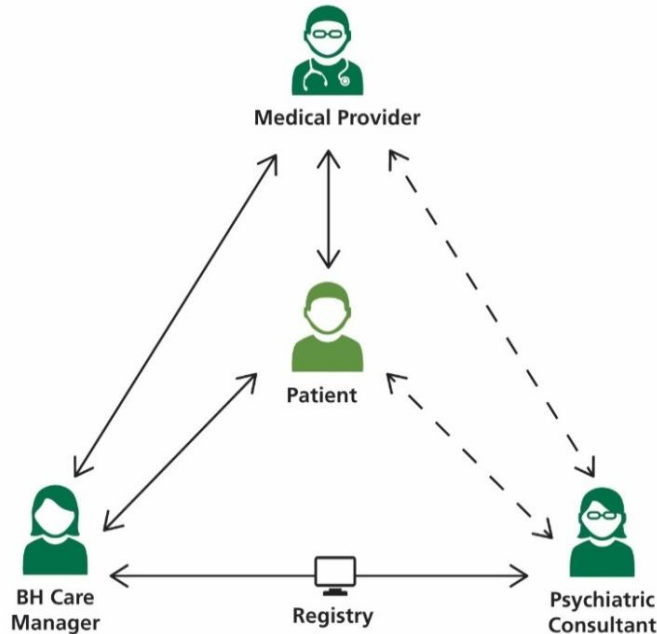 Medical Provider
Patient
BH Care
Manager
Registry
Psychiatric
Consultant